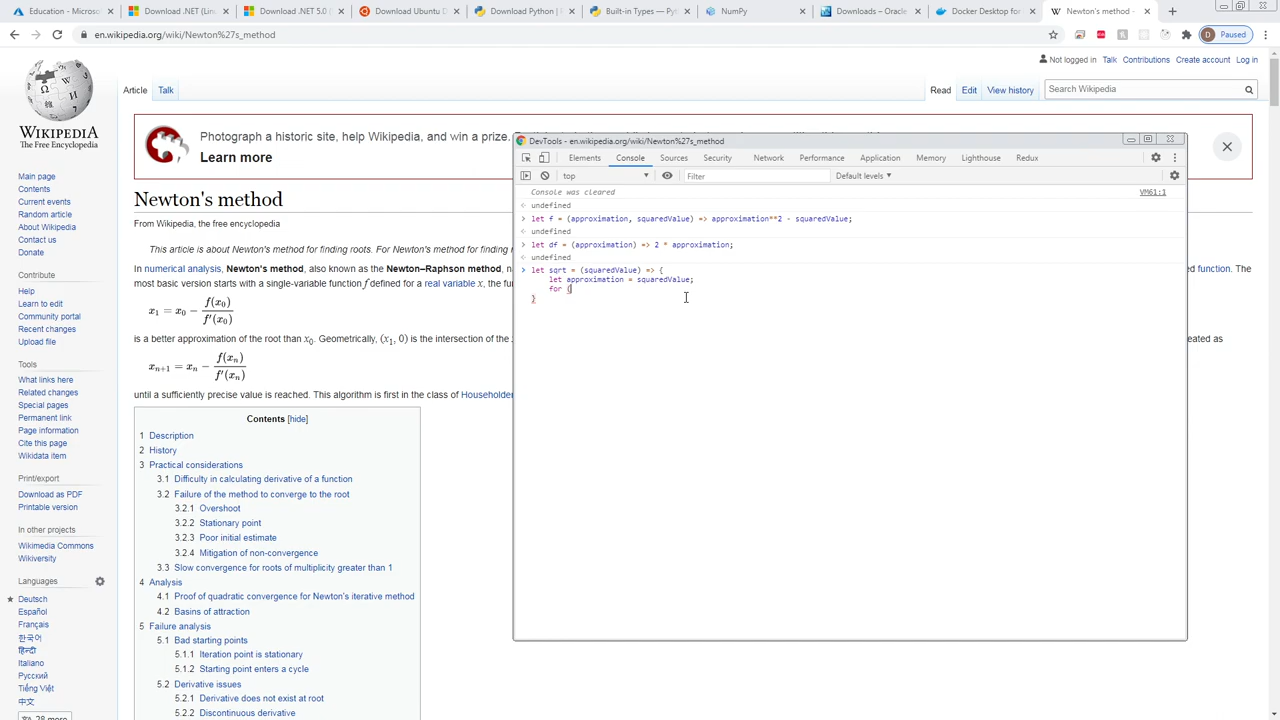 Education - Microso
Download .NET (Lin
Download .NET 5.0 (
Download Ubuntu D
Download Python | P
Built-in Types — Py
NumPy
Downloads – Oracle
Docker Desktop for
Newton's method -
en.wikipedia.org/wiki/Newton%27s_method
Paused
Not logged in Talk Contributions Create account Log in
Article Talk
Read Edit View history
Search Wikipedia
WIKIPEDIA
The Free Encyclopedia
Photograph a historic site, help Wikipedia, and win a prize.
Learn more
Main page
Contents
Current events
Random article
About Wikipedia
Contact us
Donate
Contribute
Help
Learn to edit
Community portal
Recent changes
Upload file
Tools
What links here
Related changes
Special pages
Permanent link
Page information
Cite this page
Wikidata item
Print/export
Download as PDF
Printable version
In other projects
Wikimedia Commons
Wikiversity
Languages
Deutsch
Español
Français
한국어
हिन्दी
Italiano
Русский
Tiếng Việt
中文
28 more
Newton's method
From Wikipedia, the free encyclopedia
This article is about Newton's method for finding roots. For Newton's method for finding
In numerical analysis, Newton's method, also known as the Newton–Raphson method, n
ed function. The
most basic version starts with a single-variable function f defined for a real variable x, the fu
x₁ = x₀ − f(x₀) / f′(x₀)
is a better approximation of the root than x₀. Geometrically, (x₁, 0) is the intersection of the
eated as
xₙ₊₁ = xₙ − f(xₙ) / f′(xₙ)
until a sufficiently precise value is reached. This algorithm is first in the class of Householder
Contents [hide]
1 Description
2 History
3 Practical considerations
3.1 Difficulty in calculating derivative of a function
3.2 Failure of the method to converge to the root
3.2.1 Overshoot
3.2.2 Stationary point
3.2.3 Poor initial estimate
3.2.4 Mitigation of non-convergence
3.3 Slow convergence for roots of multiplicity greater than 1
4 Analysis
4.1 Proof of quadratic convergence for Newton's iterative method
4.2 Basins of attraction
5 Failure analysis
5.1 Bad starting points
5.1.1 Iteration point is stationary
5.1.2 Starting point enters a cycle
5.2 Derivative issues
5.2.1 Derivative does not exist at root
5.2.2 Discontinuous derivative
DevTools - en.wikipedia.org/wiki/Newton%27s_method
Elements Console Sources Security Network Performance Application Memory Lighthouse Redux
top Filter Default levels
Console was cleared VM61:1
undefined
let f = (approximation, squaredValue) => approximation**2 - squaredValue;
undefined
let df = (approximation) => 2 * approximation;
undefined
let sqrt = (squaredValue) => {
let approximation = squaredValue;
for (
}